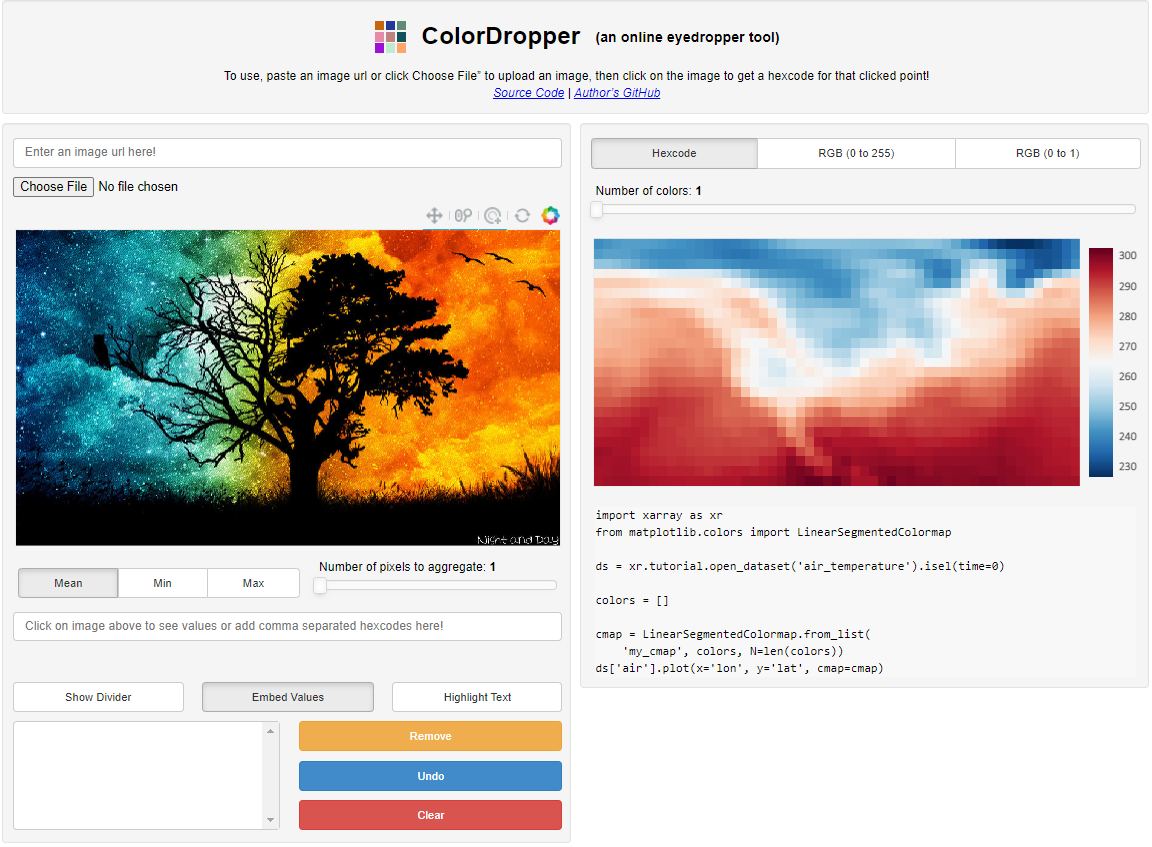 ColorDropper (an online eyedropper tool)
To use, paste an image url or click Choose File” to upload an image, then click on the image to get a hexcode for that clicked point!
Source Code | Author's GitHub
Enter an image url here!
Choose File No file chosen
Night and Day
Mean Min Max
Number of pixels to aggregate: 1
Click on image above to see values or add comma separated hexcodes here!
Show Divider Embed Values Highlight Text
Remove
Undo
Clear
Hexcode RGB (0 to 255) RGB (0 to 1)
Number of colors: 1
300
290
280
270
260
250
240
230
import xarray as xr
from matplotlib.colors import LinearSegmentedColormap
ds = xr.tutorial.open_dataset('air_temperature').isel(time=0)
colors = []
cmap = LinearSegmentedColormap.from_list(
    'my_cmap', colors, N=len(colors))
ds['air'].plot(x='lon', y='lat', cmap=cmap)